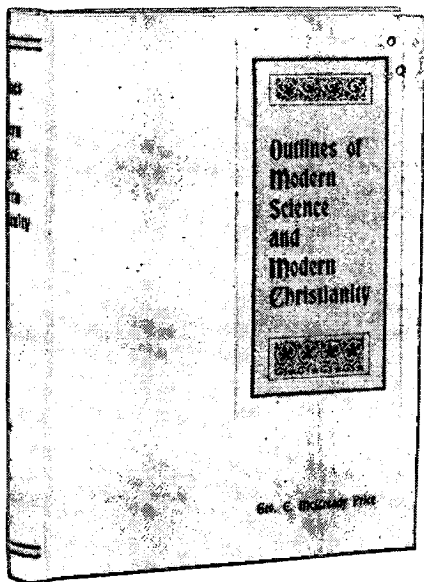 Outlines of
Modern
Science
and
Modern
Christianity
Geo. E. McCready Price